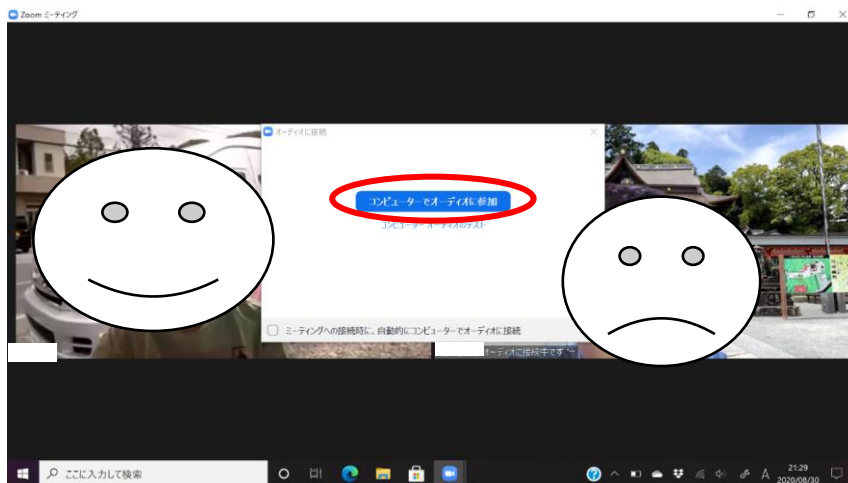 Zoom ミーティング
オーディオに接続
コンピューターでオーディオに参加
コンピューター オーディオのテスト
ミーティングへの接続時に、自動的にコンピューターでオーディオに接続
オーディオに接続中です
ここに入力して検索
A
21:29
2020/08/30